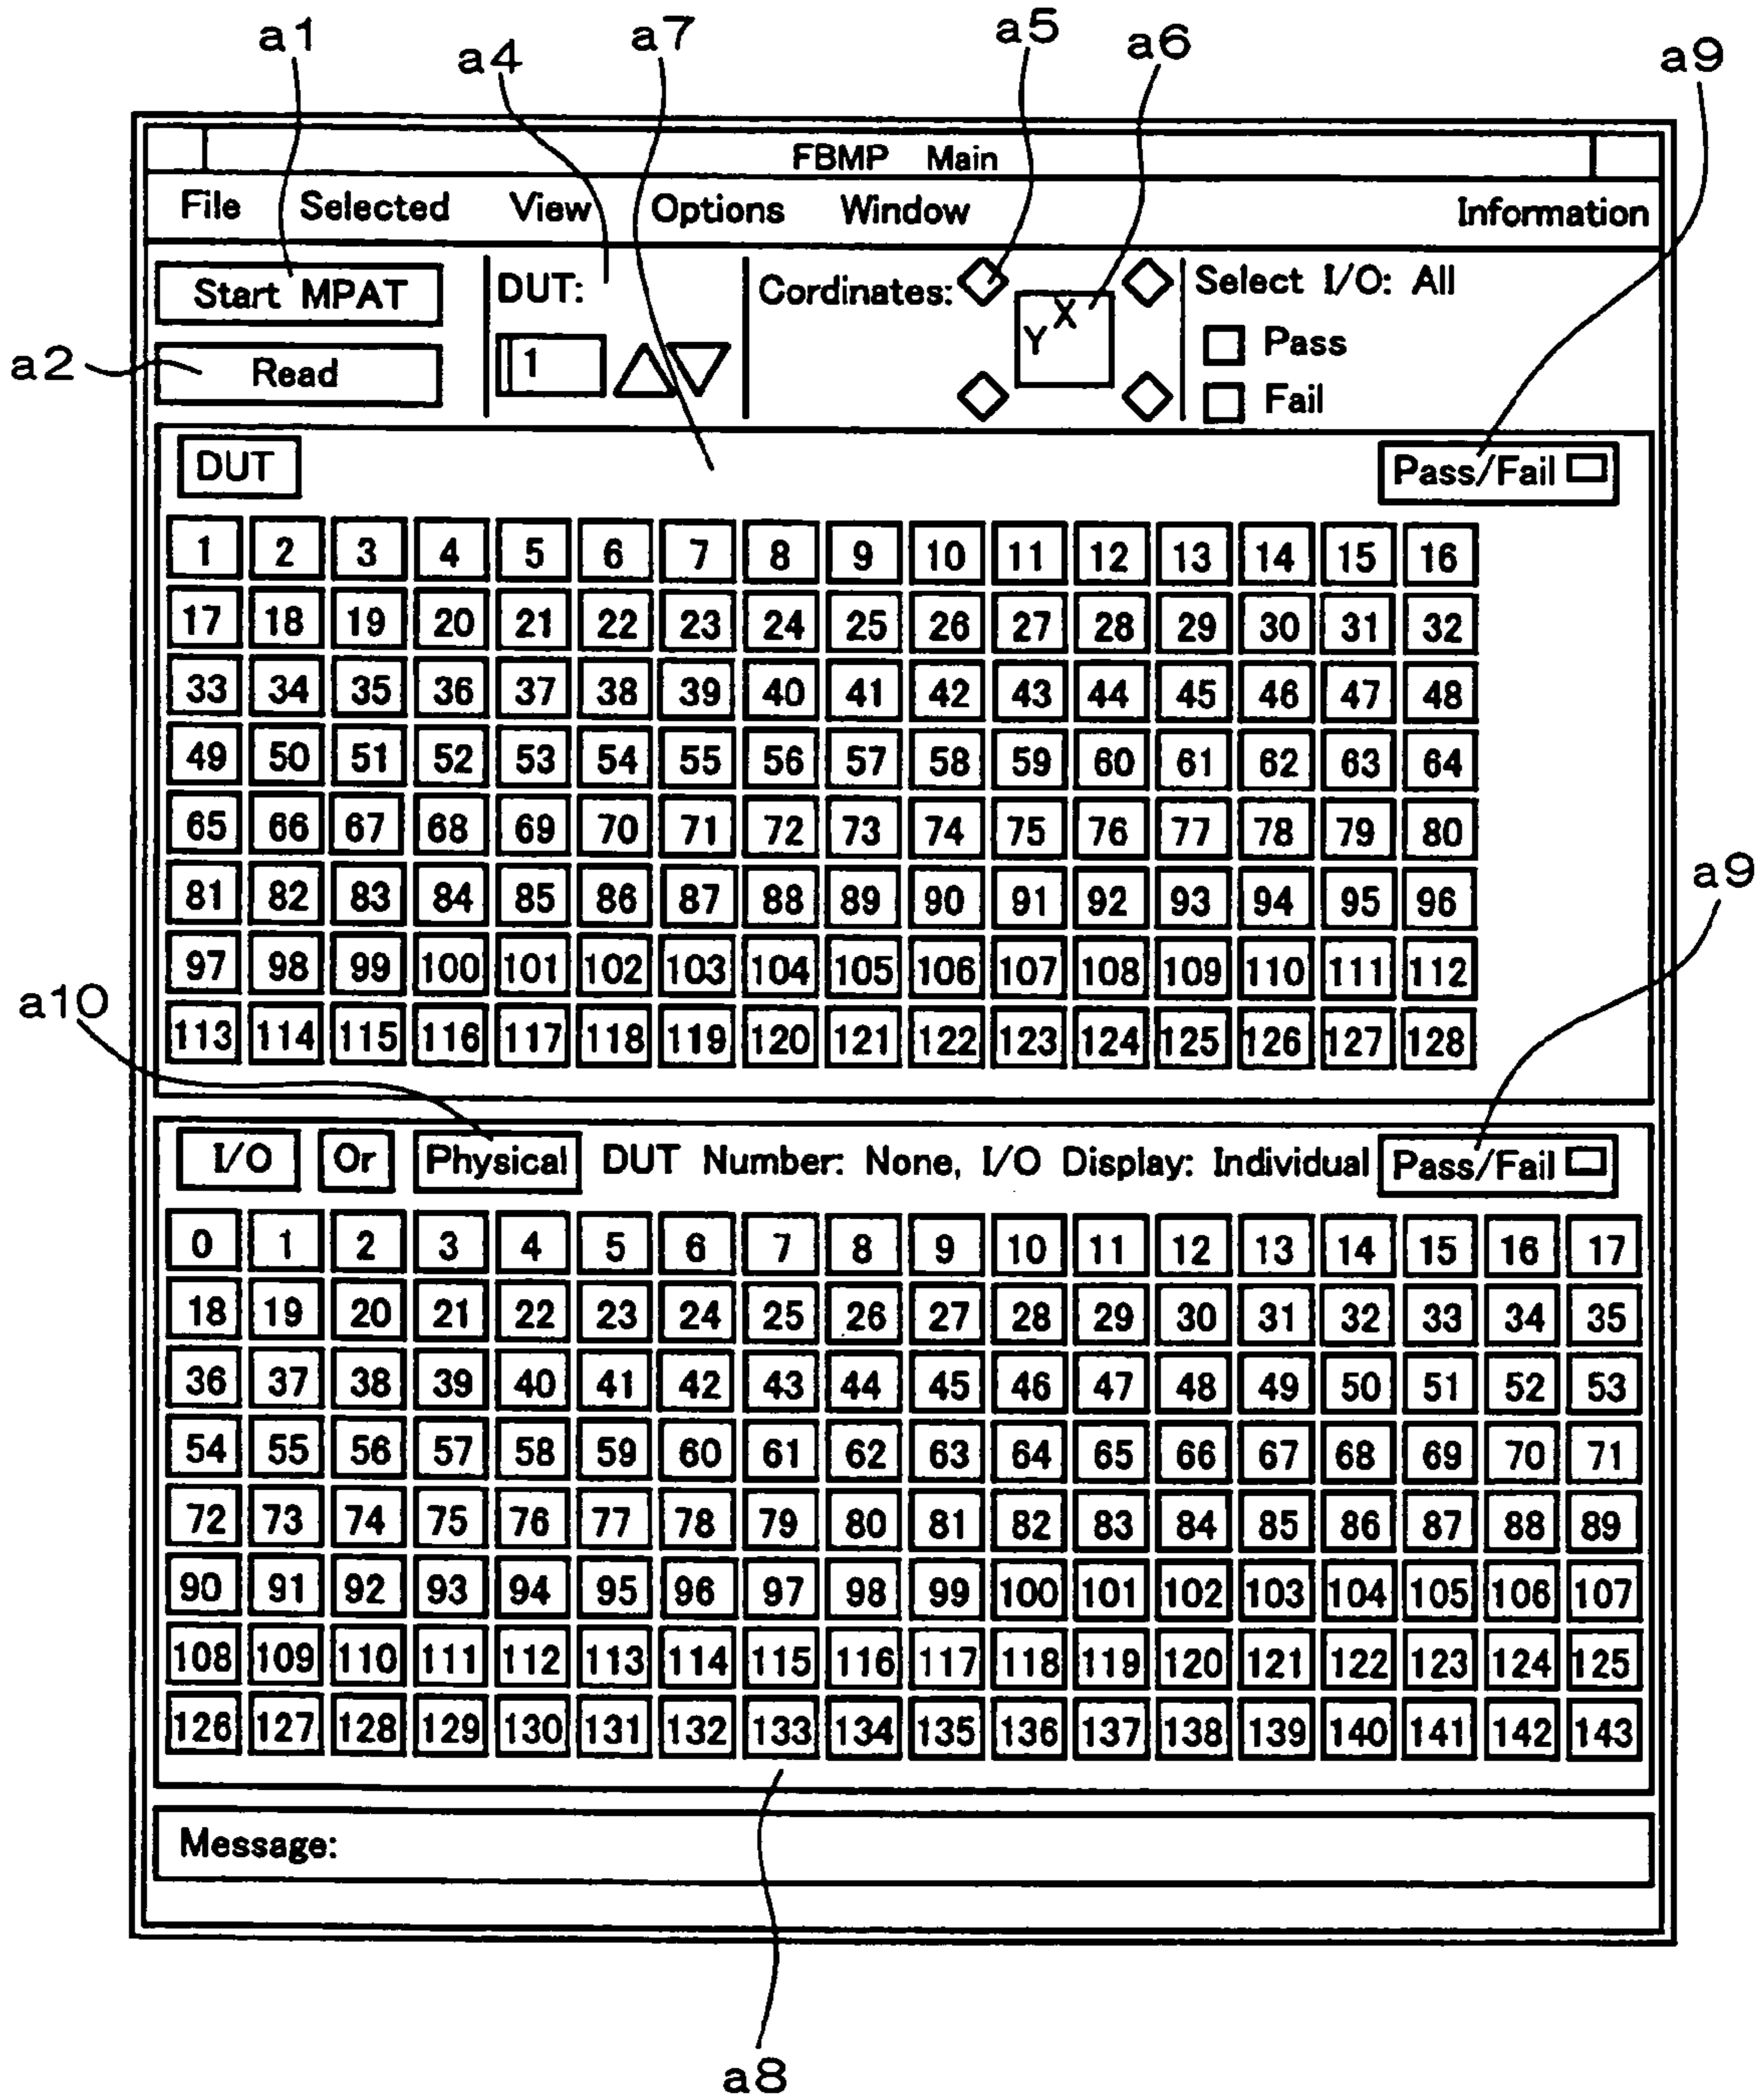 a1 a4 a7 a5 a6 a9
FBMP Main
File Selected View Options Window Information
Start MPAT DUT: Cordinates: X Y Select I/O: All
a2 Read 1 Pass
Fail
DUT Pass/Fail
1 2 3 4 5 6 7 8 9 10 11 12 13 14 15 16
17 18 19 20 21 22 23 24 25 26 27 28 29 30 31 32
33 34 35 36 37 38 39 40 41 42 43 44 45 46 47 48
49 50 51 52 53 54 55 56 57 58 59 60 61 62 63 64
65 66 67 68 69 70 71 72 73 74 75 76 77 78 79 80
81 82 83 84 85 86 87 88 89 90 91 92 93 94 95 96 a9
97 98 99 100 101 102 103 104 105 106 107 108 109 110 111 112
a10 113 114 115 116 117 118 119 120 121 122 123 124 125 126 127 128
I/O Or Physical DUT Number: None, I/O Display: Individual Pass/Fail
0 1 2 3 4 5 6 7 8 9 10 11 12 13 14 15 16 17
18 19 20 21 22 23 24 25 26 27 28 29 30 31 32 33 34 35
36 37 38 39 40 41 42 43 44 45 46 47 48 49 50 51 52 53
54 55 56 57 58 59 60 61 62 63 64 65 66 67 68 69 70 71
72 73 74 75 76 77 78 79 80 81 82 83 84 85 86 87 88 89
90 91 92 93 94 95 96 97 98 99 100 101 102 103 104 105 106 107
108 109 110 111 112 113 114 115 116 117 118 119 120 121 122 123 124 125
126 127 128 129 130 131 132 133 134 135 136 137 138 139 140 141 142 143
Message:
a8